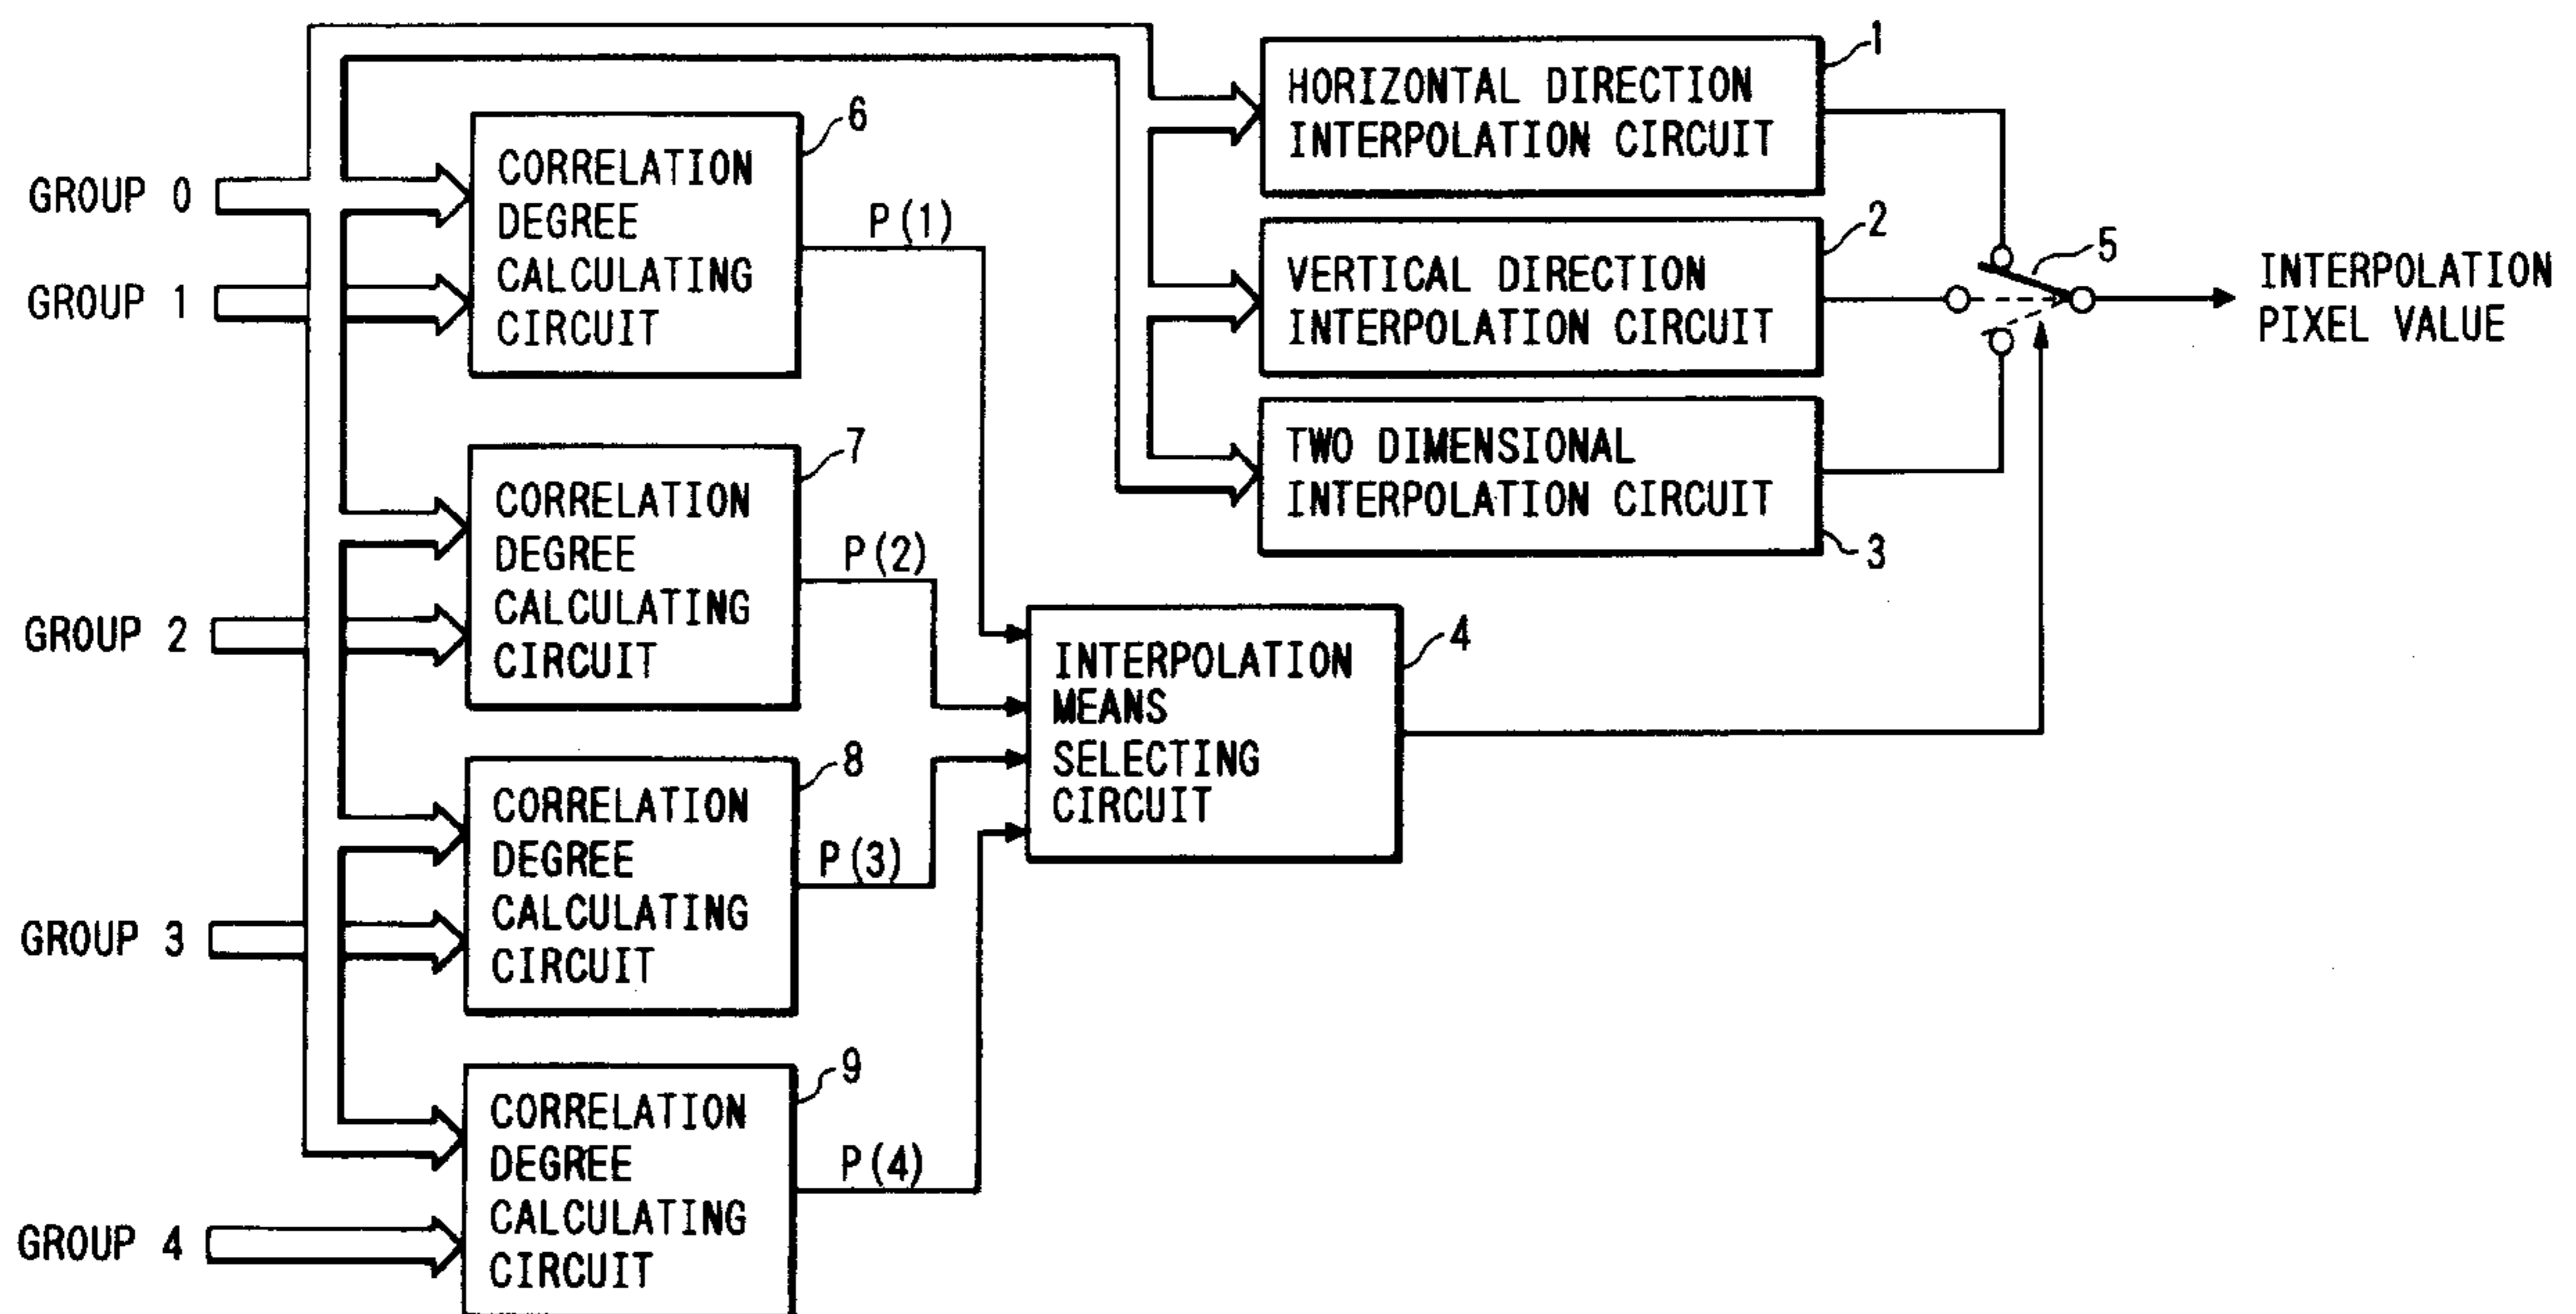 GROUP 0
GROUP 1
GROUP 2
GROUP 3
GROUP 4
6
CORRELATION
DEGREE
CALCULATING
CIRCUIT
P(1)
7
CORRELATION
DEGREE
CALCULATING
CIRCUIT
P(2)
8
CORRELATION
DEGREE
CALCULATING
CIRCUIT
P(3)
9
CORRELATION
DEGREE
CALCULATING
CIRCUIT
P(4)
4
INTERPOLATION
MEANS
SELECTING
CIRCUIT
1
HORIZONTAL DIRECTION
INTERPOLATION CIRCUIT
2
VERTICAL DIRECTION
INTERPOLATION CIRCUIT
TWO DIMENSIONAL
INTERPOLATION CIRCUIT
3
5
INTERPOLATION
PIXEL VALUE